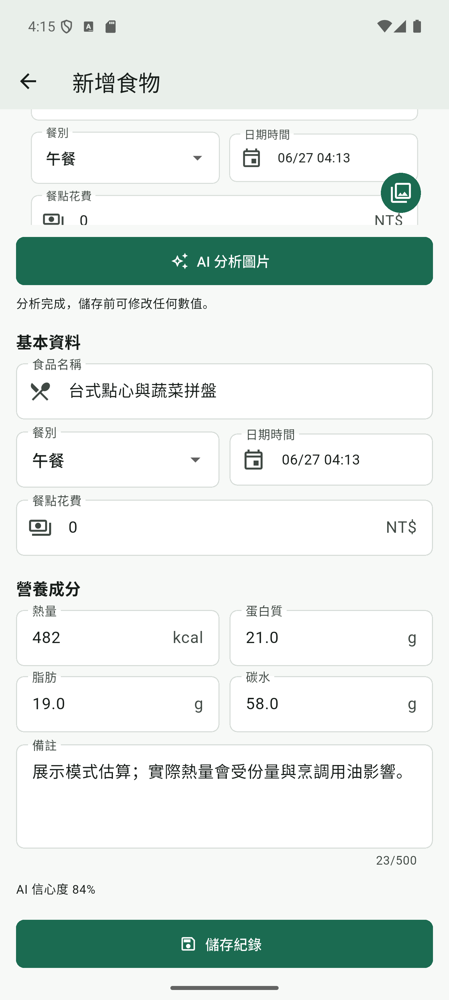 4:15
新增食物
餐別
日期時間
午餐
06/27 04:13
餐點花費
0
NT$
AI 分析圖片
分析完成，儲存前可修改任何數值。
基本資料
食品名稱
台式點心與蔬菜拼盤
餐別
日期時間
午餐
06/27 04:13
餐點花費
0
NT$
營養成分
熱量
蛋白質
482
kcal
21.0
g
脂肪
碳水
19.0
g
58.0
g
備註
展示模式估算；實際熱量會受份量與烹調用油影響。
23/500
AI 信心度 84%
儲存紀錄